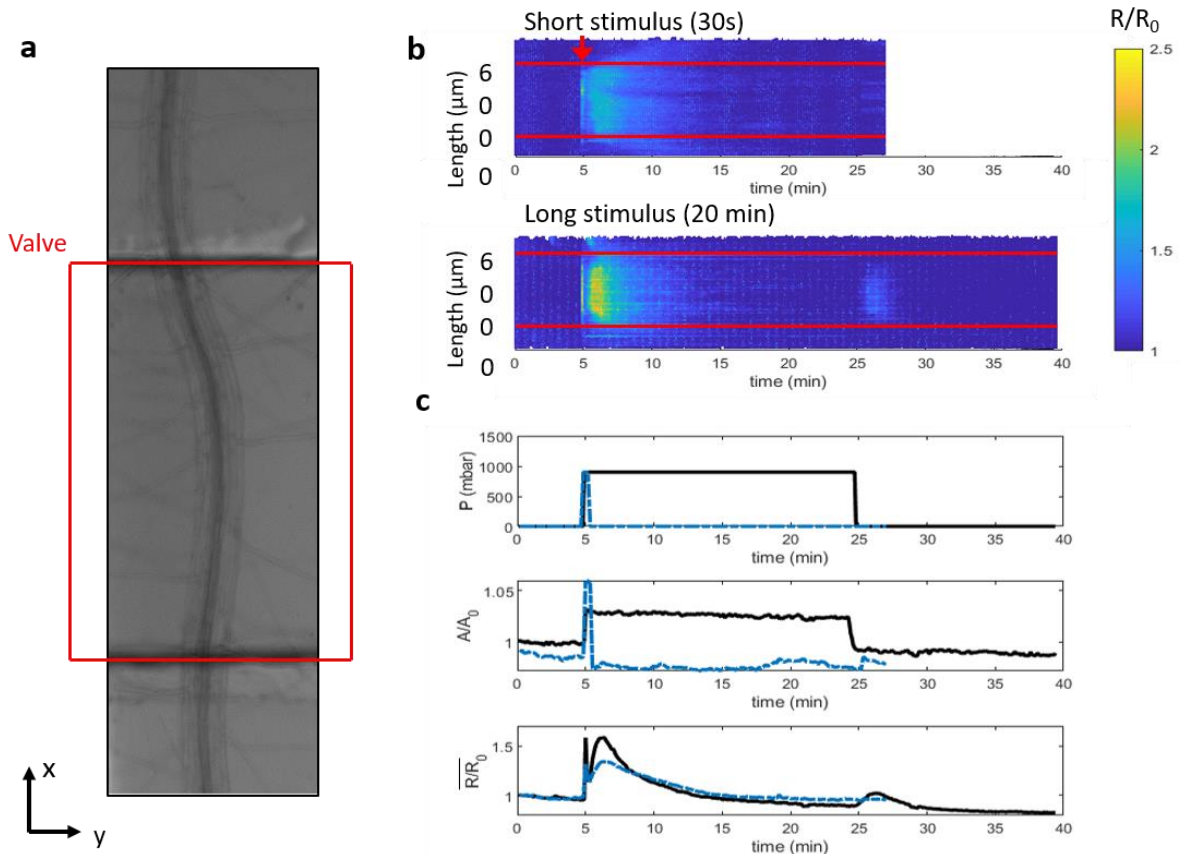 a
Valve
x
y
b
Short stimulus (30s)
Length (µm)
6
0
0
0
0 5 10 15 20 25 30 35 40
time (min)
Long stimulus (20 min)
Length (µm)
6
0
0
0
0 5 10 15 20 25 30 35 40
time (min)
R/R0
2.5
2
1.5
1
c
P (mbar)
1500
1000
500
0
0 5 10 15 20 25 30 35 40
time (min)
A/A0
1.05
1
0 5 10 15 20 25 30 35 40
time (min)
R/R0
1.5
1
0 5 10 15 20 25 30 35 40
time (min)